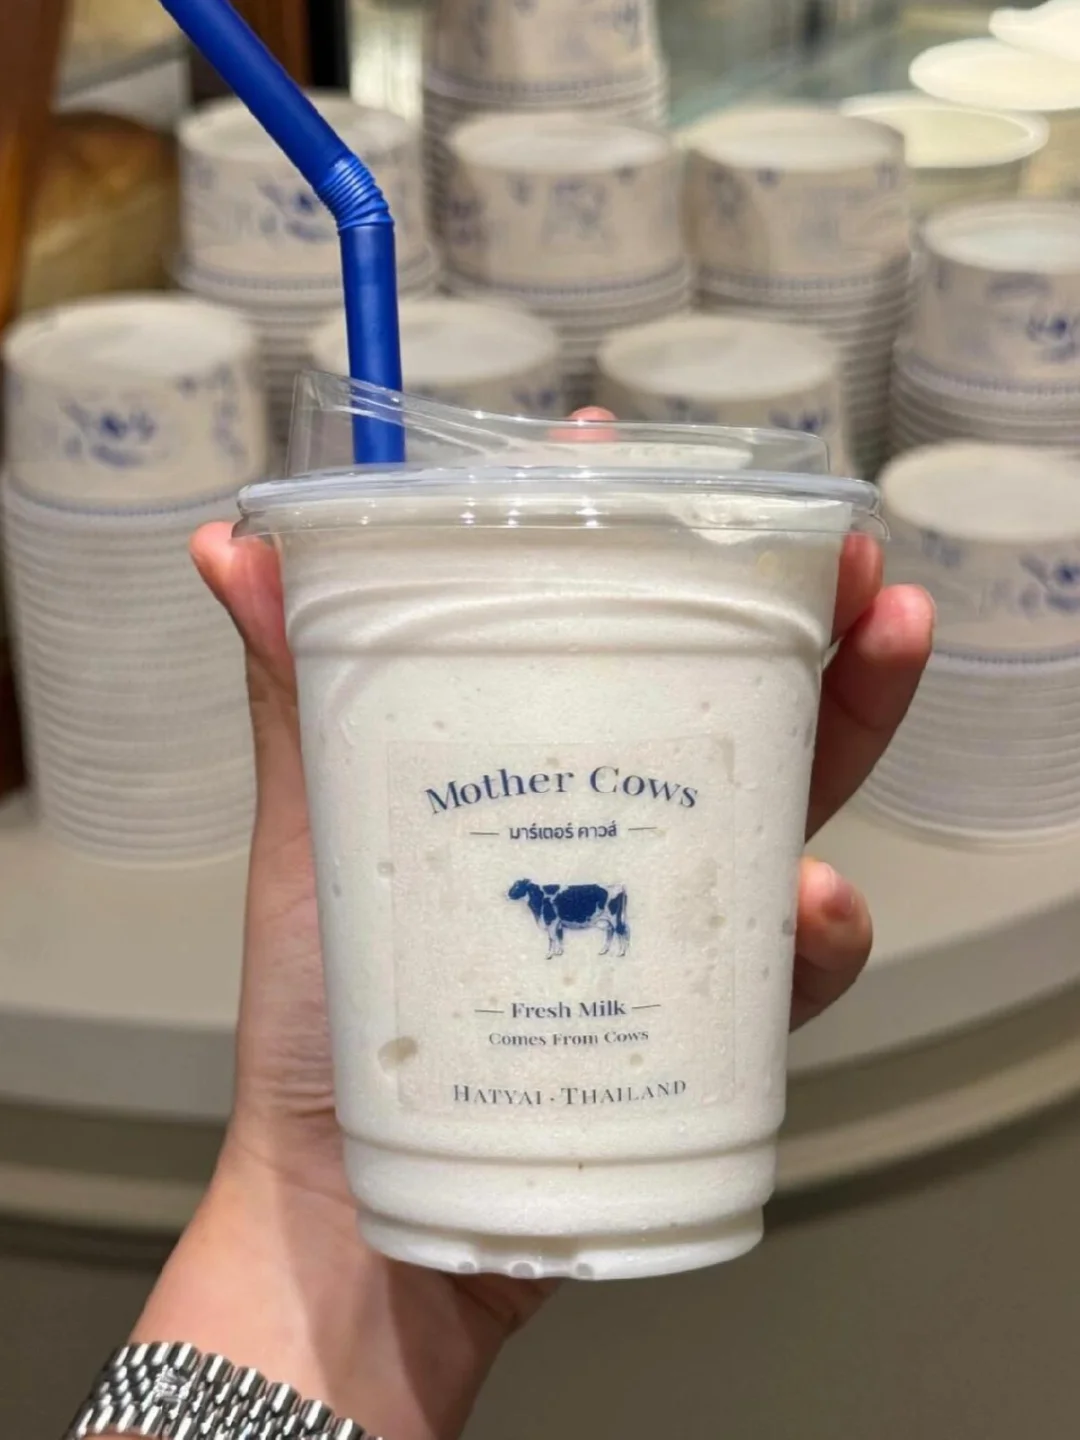 Mother Cows
มาร์เตอร์ คาวส์
Fresh Milk
Comes From Cows
HATYAI · THAILAND